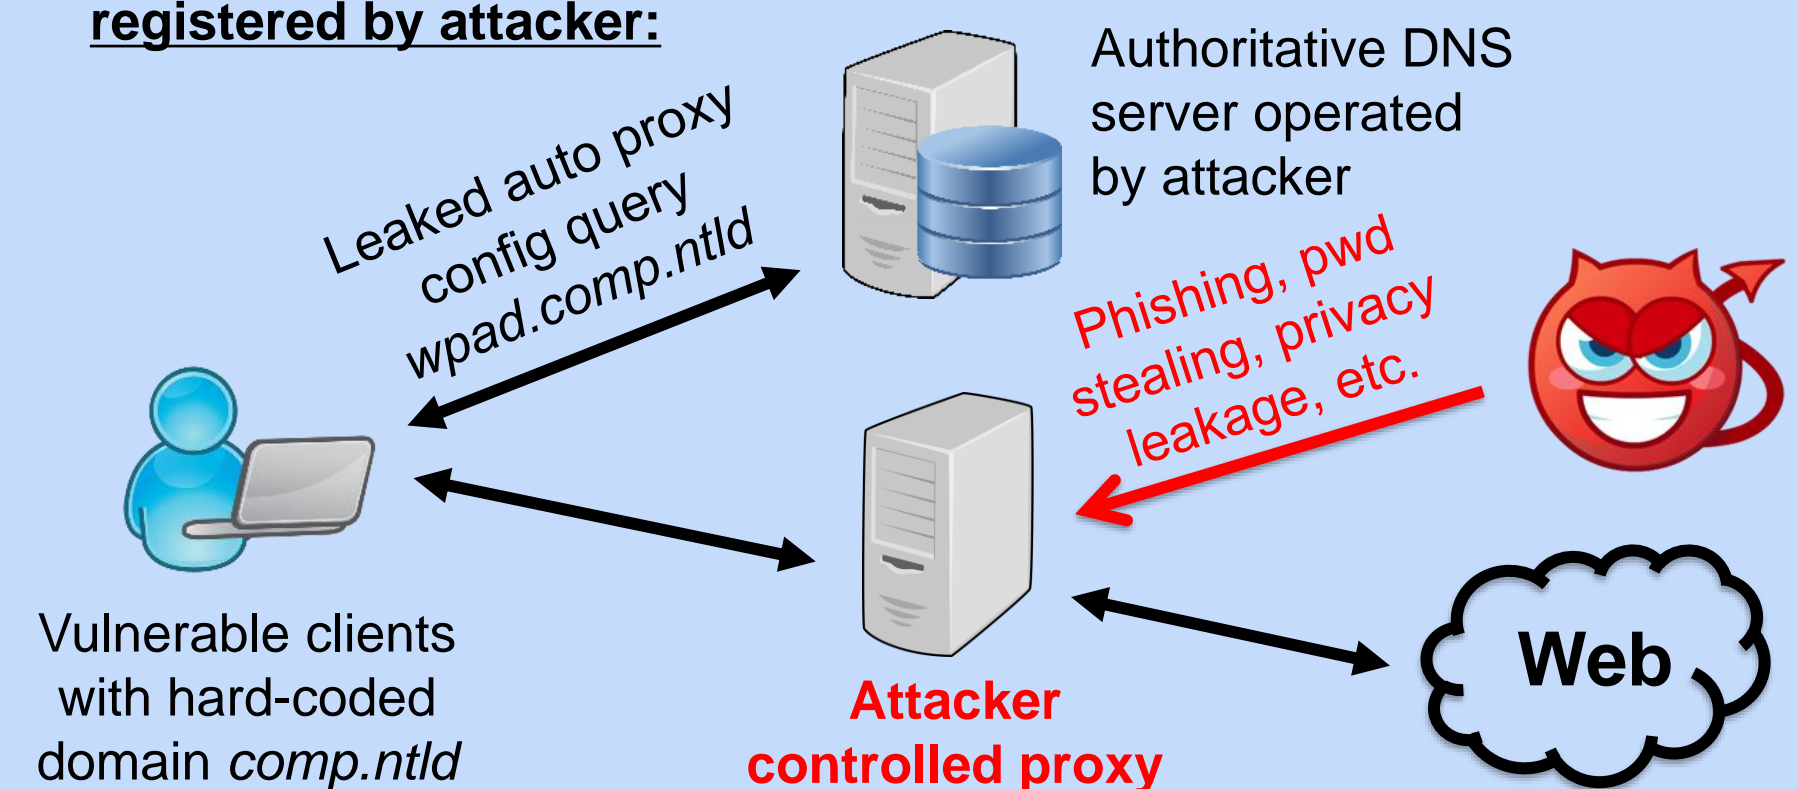 registered by attacker:
Authoritative DNS
server operated
by attacker
Leaked auto proxy
config query
wpad.comp.ntld
Phishing, pwd
stealing, privacy
leakage, etc.
Vulnerable clients
with hard-coded
domain comp.ntld
Attacker
controlled proxy
Web